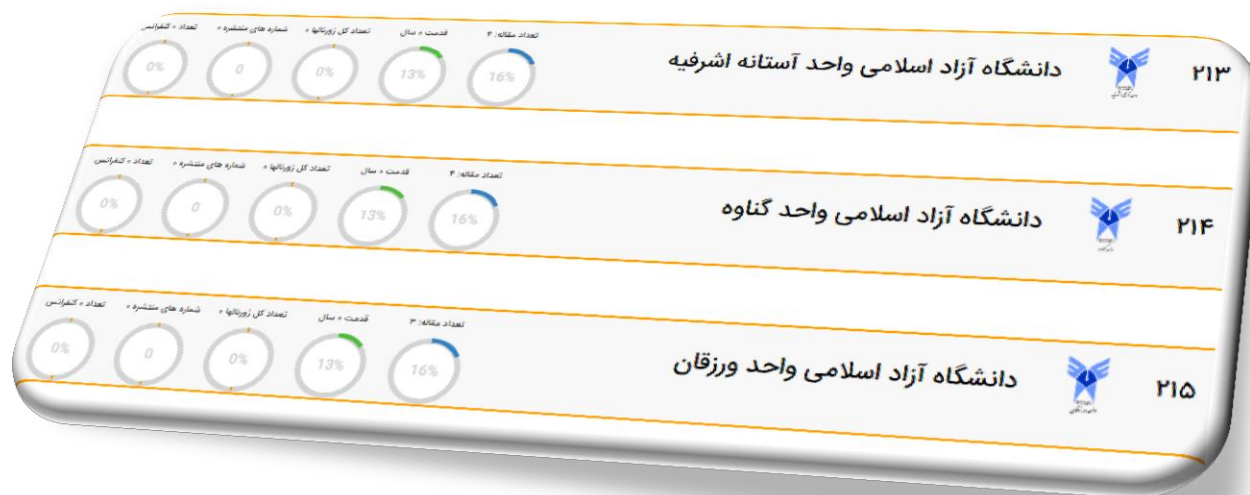 ۲۱۳
دانشگاه آزاد اسلامی واحد آستانه اشرفیه
تعداد مقاله: ۴
16%
قدمت ۰ سال
13%
تعداد کل ژورنالها ۰
0%
شماره های منتشره ۰
0
تعداد ۰ کنفرانس
0%
۲۱۴
دانشگاه آزاد اسلامی واحد گناوه
تعداد مقاله: ۴
16%
قدمت ۰ سال
13%
تعداد کل ژورنالها ۰
0%
شماره های منتشره ۰
0
تعداد ۰ کنفرانس
0%
۲۱۵
دانشگاه آزاد اسلامی واحد ورزقان
تعداد مقاله: ۳
16%
قدمت ۰ سال
13%
تعداد کل ژورنالها ۰
0%
شماره های منتشره ۰
0
تعداد ۰ کنفرانس
0%